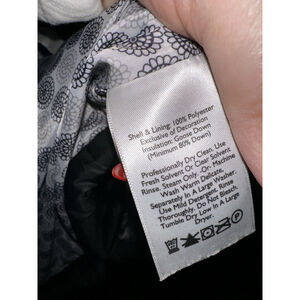 Shell & Lining: 100% Polyester
Exclusive of Decoration
Insulation: Goose Down
(Minimum 80% Down)
Professionally Dry Clean. Use
Fresh Solvent Or Clear Solvent
Rinse. Steam Only. Or, Machine
Wash Warm Delicate,
Separately In A Large Washer.
Use Mild Detergent. Rinse
Thoroughly. Do Not Bleach.
Tumble Dry Low In A Large
Dryer.